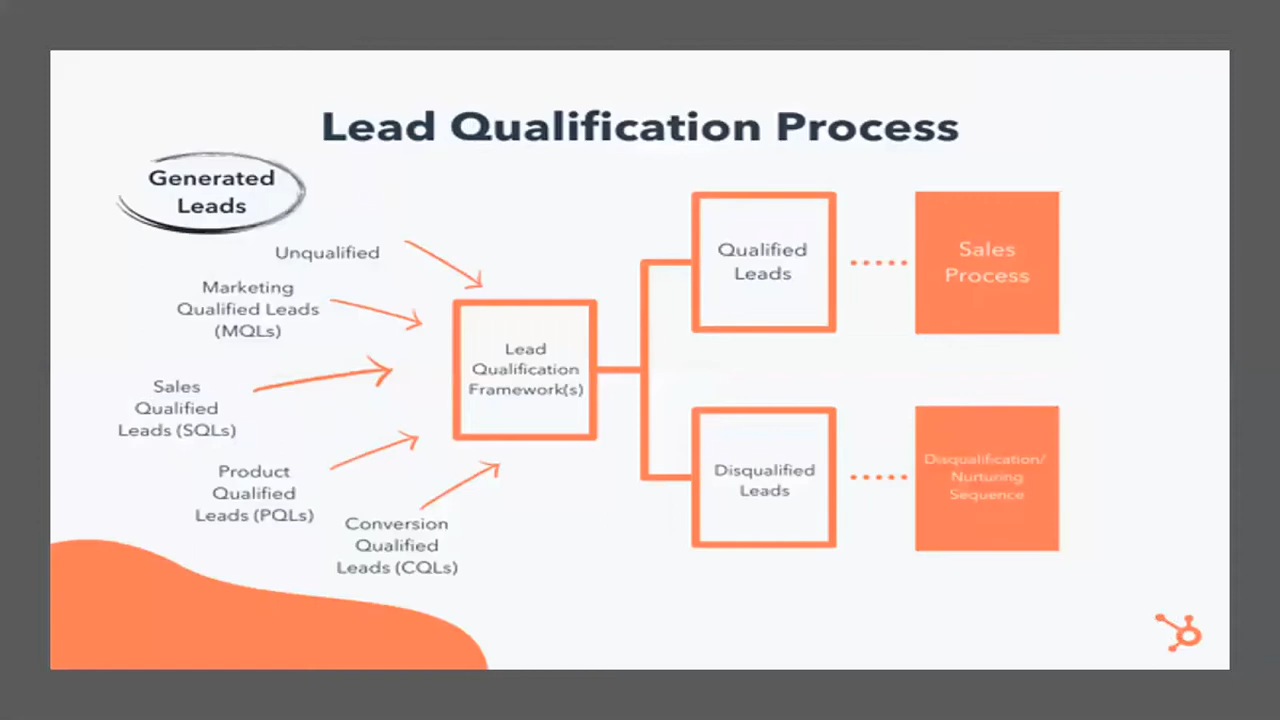 Lead Qualification Process
Generated
Leads
Unqualified
Marketing
Qualified Leads
(MQLs)
Sales
Qualified
Leads (SQLs)
Product
Qualified
Leads (PQLs)
Conversion
Qualified
Leads (CQLs)
Lead
Qualification
Framework(s)
Qualified
Leads
Sales
Process
Disqualified
Leads
Disqualification/
Nurturing
Sequence